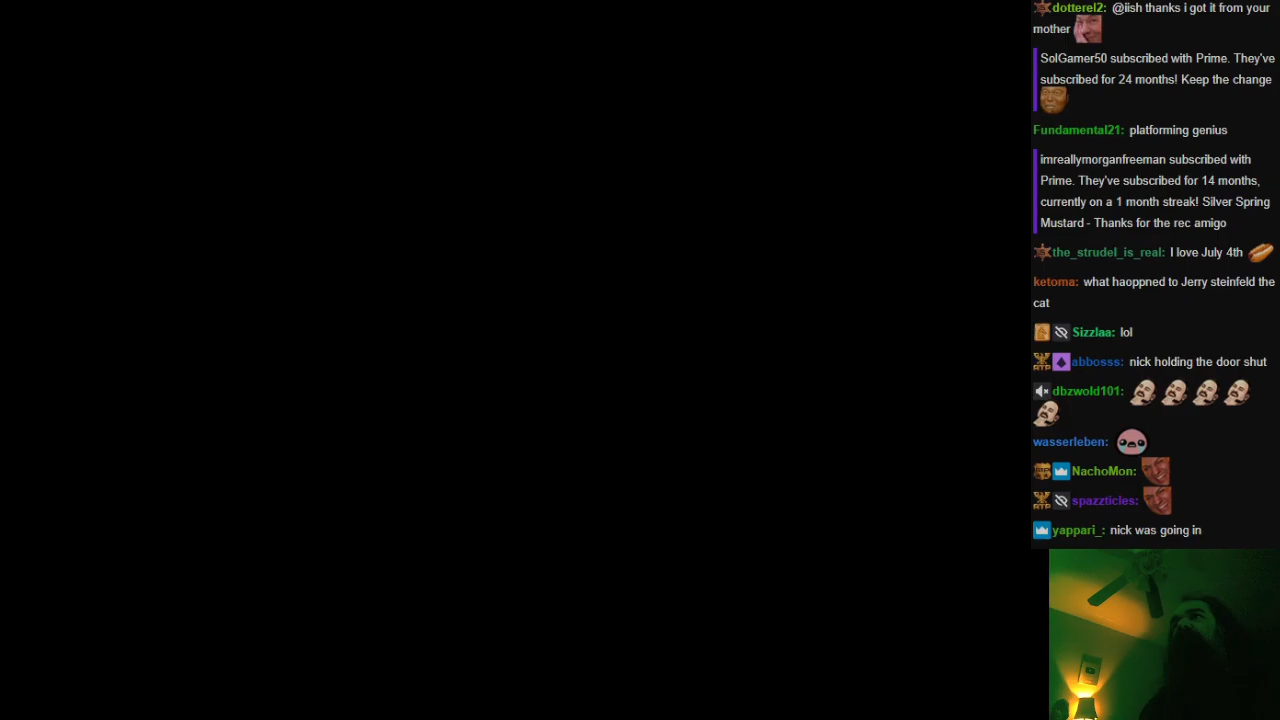 dotterel2: @iish thanks i got it from your
mother
SolGamer50 subscribed with Prime. They've
subscribed for 24 months! Keep the change
Fundamental21: platforming genius
imreallymorganfreeman subscribed with
Prime. They've subscribed for 14 months,
currently on a 1 month streak! Silver Spring
Mustard - Thanks for the rec amigo
the_strudel_is_real: I love July 4th
ketoma: what haoppned to Jerry steinfeld the
cat
Sizzlaa: lol
abbosss: nick holding the door shut
dbzwold101:
wasserleben:
NachoMon:
spazzticles:
yappari_: nick was going in